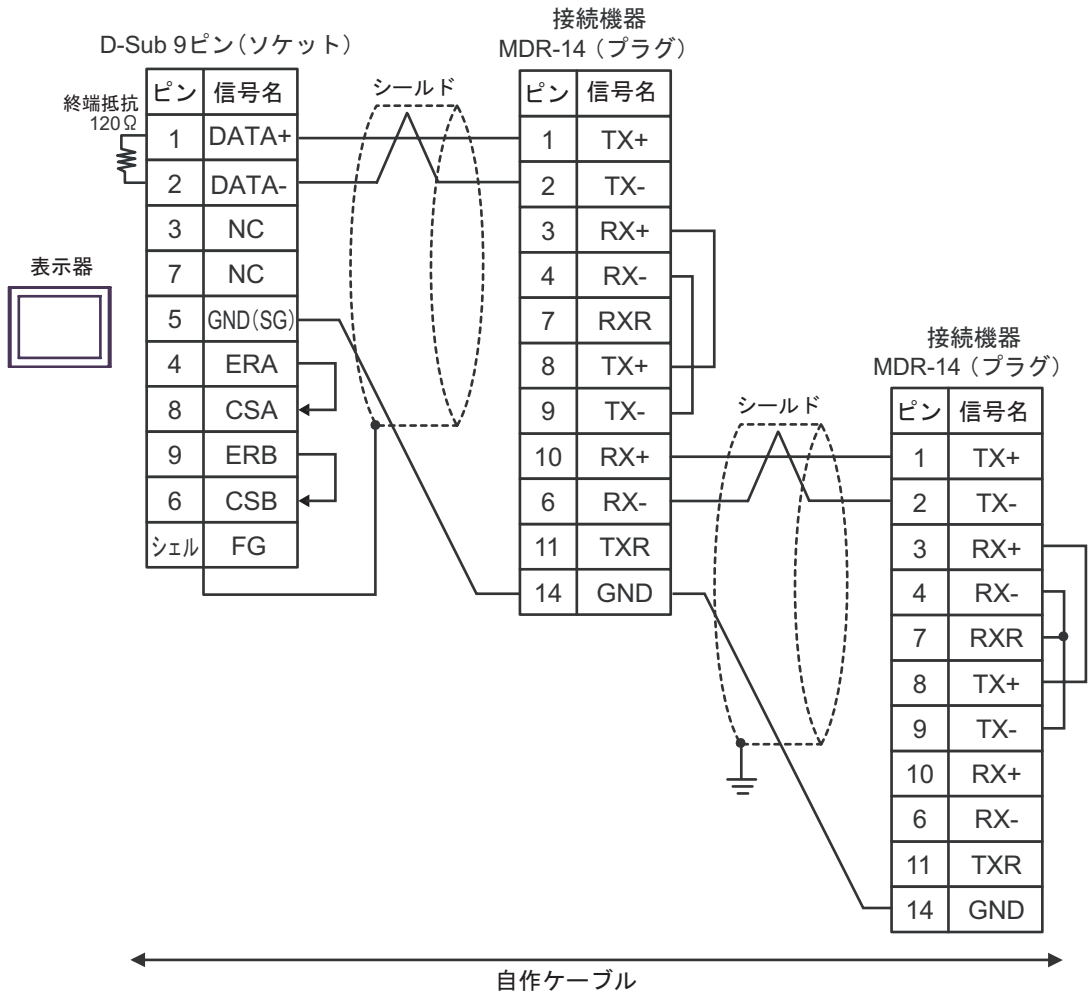 D-Sub 9ピン(ソケット)
終端抵抗
120Ω
ピン 信号名
1 DATA+
2 DATA-
3 NC
7 NC
5 GND(SG)
4 ERA
8 CSA
9 ERB
6 CSB
シェル FG
表示器
シールド
接続機器
MDR-14(プラグ)
ピン 信号名
1 TX+
2 TX-
3 RX+
4 RX-
7 RXR
8 TX+
9 TX-
10 RX+
6 RX-
11 TXR
14 GND
シールド
接続機器
MDR-14(プラグ)
ピン 信号名
1 TX+
2 TX-
3 RX+
4 RX-
7 RXR
8 TX+
9 TX-
10 RX+
6 RX-
11 TXR
14 GND
自作ケーブル